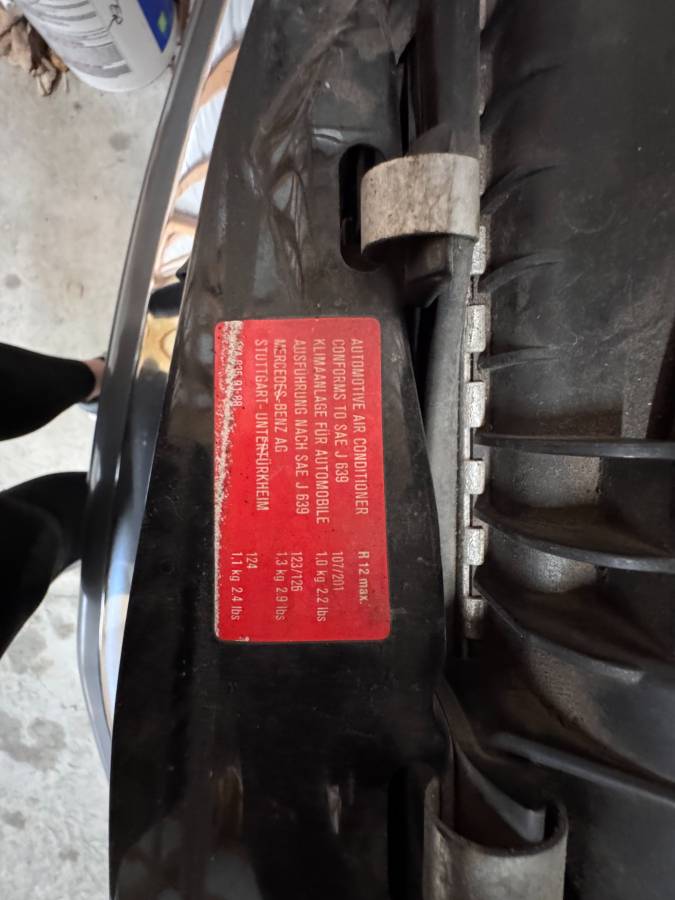 AUTOMOTIVE AIR CONDITIONER
CONFORMS TO SAE J 639
KLIMAANLAGE FÜR AUTOMOBILE
AUSFÜHRUNG NACH SAE J 639
MERCEDES-BENZ AG
STUTTGART-UNTERTÜRKHEIM
R 12 max.
107/201
1,0 kg 2.2 lbs
123/126
1,3 kg 2.9 lbs
124
1,1 kg 2.4 lbs